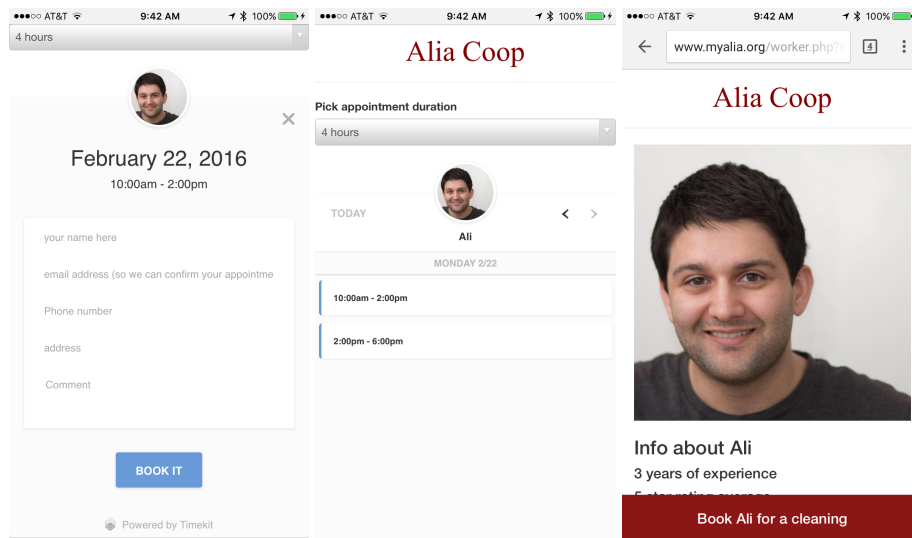 ●●●○○ AT&T 9:42 AM 100%
4 hours
February 22, 2016
10:00am - 2:00pm
your name here
email address (so we can confirm your appointme
Phone number
address
Comment
BOOK IT
Powered by Timekit
●●●○○ AT&T 9:42 AM 100%
Alia Coop
Pick appointment duration
4 hours
TODAY < >
Ali
MONDAY 2/22
10:00am - 2:00pm
2:00pm - 6:00pm
●●●○○ AT&T 9:42 AM 100%
www.myalia.org/worker.php?
4
Alia Coop
Info about Ali
3 years of experience
5 star rating average
Book Ali for a cleaning